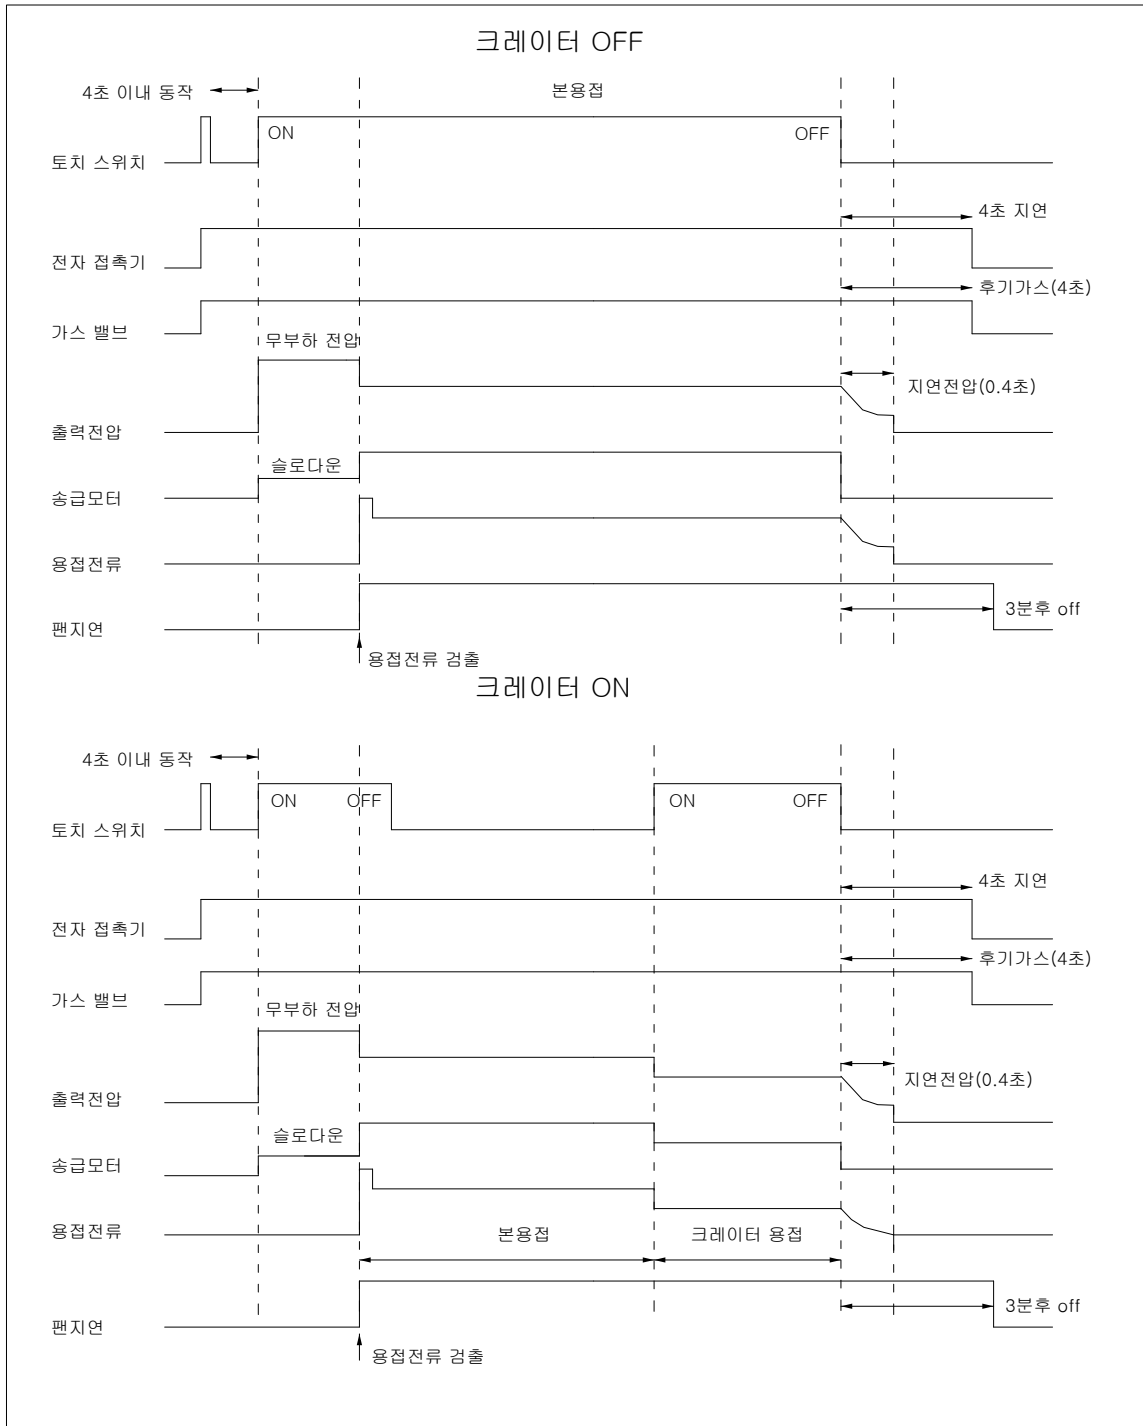 크레이터 OFF
4초 이내 동작
본용접
ON
OFF
토치 스위치
4초 지연
전자 접촉기
후기가스(4초)
가스 밸브
무부하 전압
지연전압(0.4초)
출력전압
슬로다운
송급모터
용접전류
3분후 off
팬지연
용접전류 검출
크레이터 ON
4초 이내 동작
ON
OFF
ON
OFF
토치 스위치
4초 지연
전자 접촉기
후기가스(4초)
가스 밸브
무부하 전압
지연전압(0.4초)
출력전압
슬로다운
송급모터
용접전류
본용접
크레이터 용접
3분후 off
팬지연
용접전류 검출